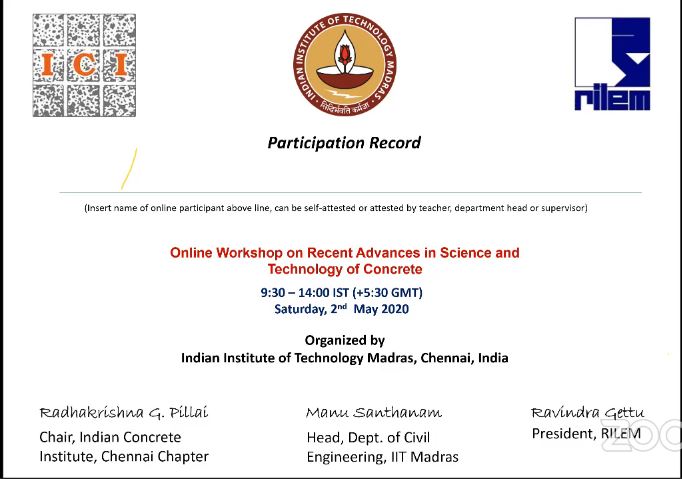 I C I
INDIAN INSTITUTE OF TECHNOLOGY MADRAS
सिद्धिर्भवति कर्मजा
rilem
Participation Record
(Insert name of online participant above line, can be self-attested or attested by teacher, department head or supervisor)
Online Workshop on Recent Advances in Science and
Technology of Concrete
9:30 – 14:00 IST (+5:30 GMT)
Saturday, 2nd May 2020
Organized by
Indian Institute of Technology Madras, Chennai, India
Radhakrishna G. Pillai
Chair, Indian Concrete
Institute, Chennai Chapter
Manu Santhanam
Head, Dept. of Civil
Engineering, IIT Madras
Ravindra Gettu
President, RILEM